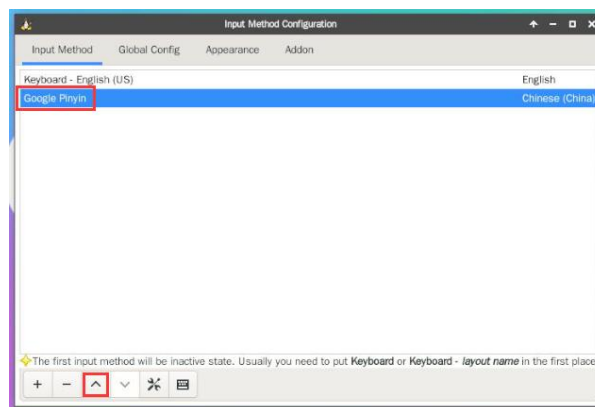 Input Method Configuration
Input Method Global Config Appearance Addon
Keyboard - English (US) English
Google Pinyin Chinese (China)
The first input method will be inactive state. Usually you need to put Keyboard or Keyboard - layout name in the first place